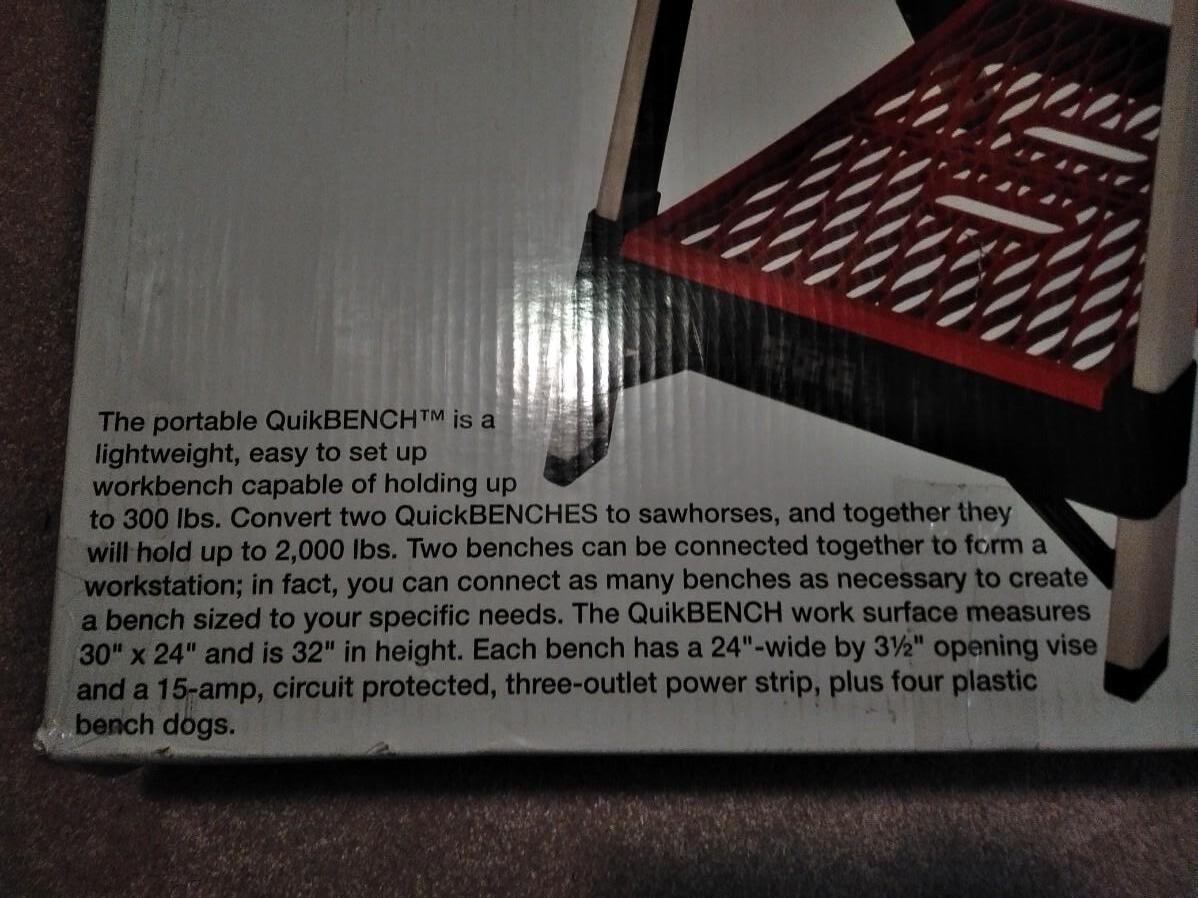 The portable QuikBENCH™ is a
lightweight, easy to set up
workbench capable of holding up
to 300 lbs. Convert two QuickBENCHES to sawhorses, and together they
will hold up to 2,000 lbs. Two benches can be connected together to form a
workstation; in fact, you can connect as many benches as necessary to create
a bench sized to your specific needs. The QuikBENCH work surface measures
30" x 24" and is 32" in height. Each bench has a 24"-wide by 3½" opening vise
and a 15-amp, circuit protected, three-outlet power strip, plus four plastic
bench dogs.